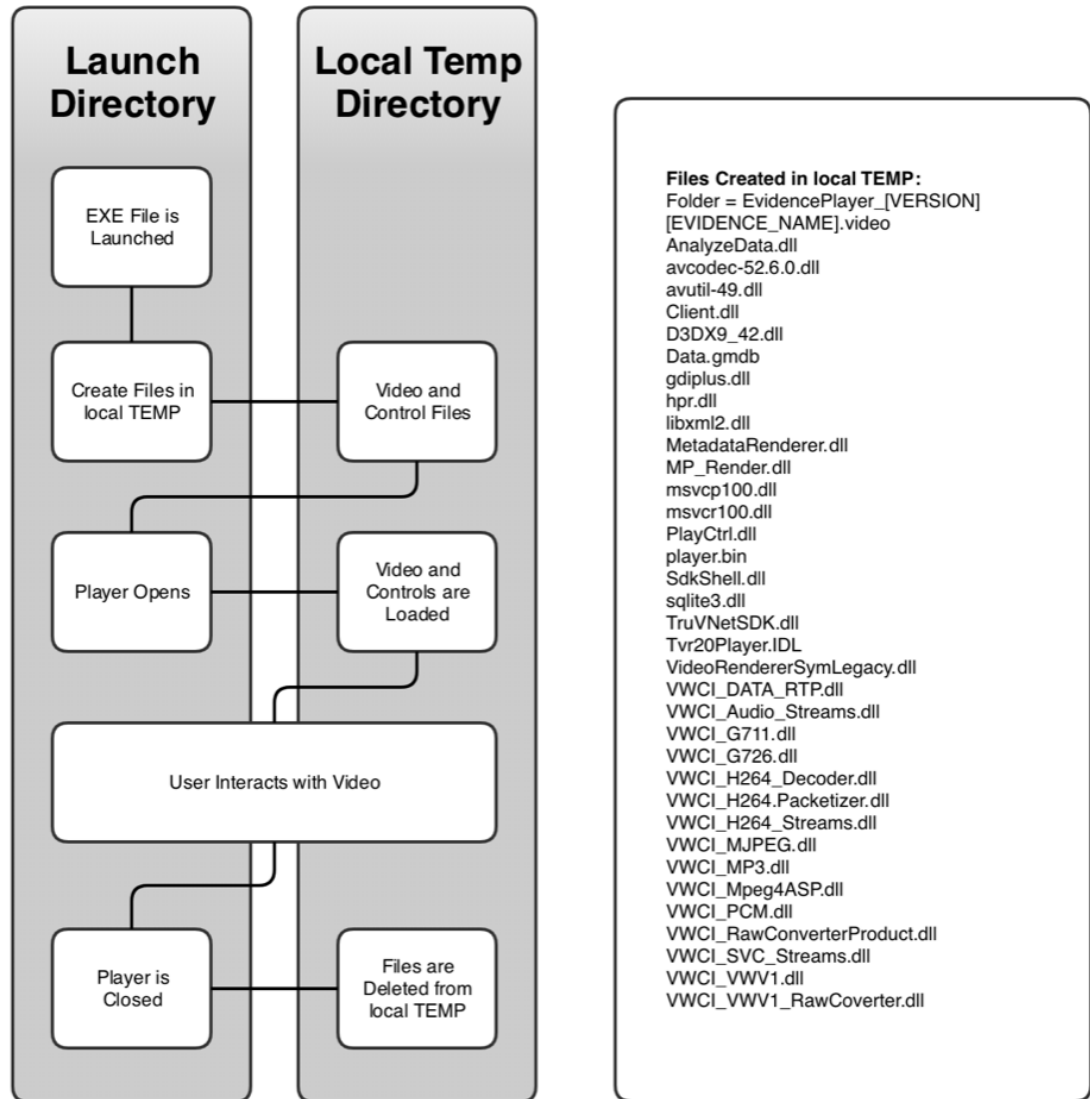 Launch
Directory
Local Temp
Directory
EXE File is
Launched
Create Files in
local TEMP
Video and
Control Files
Player Opens
Video and
Controls are
Loaded
User Interacts with Video
Player is
Closed
Files are
Deleted from
local TEMP
Files Created in local TEMP:
Folder = EvidencePlayer_[VERSION]
[EVIDENCE_NAME].video
AnalyzeData.dll
avcodec-52.6.0.dll
avutil-49.dll
Client.dll
D3DX9_42.dll
Data.gmdb
gdiplus.dll
hpr.dll
libxml2.dll
MetadataRenderer.dll
MP_Render.dll
msvcp100.dll
msvcr100.dll
PlayCtrl.dll
player.bin
SdkShell.dll
sqlite3.dll
TruVNetSDK.dll
Tvr20Player.IDL
VideoRendererSymLegacy.dll
VWCI_DATA_RTP.dll
VWCI_Audio_Streams.dll
VWCI_G711.dll
VWCI_G726.dll
VWCI_H264_Decoder.dll
VWCI_H264.Packetizer.dll
VWCI_H264_Streams.dll
VWCI_MJPEG.dll
VWCI_MP3.dll
VWCI_Mpeg4ASP.dll
VWCI_PCM.dll
VWCI_RawConverterProduct.dll
VWCI_SVC_Streams.dll
VWCI_VWV1.dll
VWCI_VWV1_RawCoverter.dll